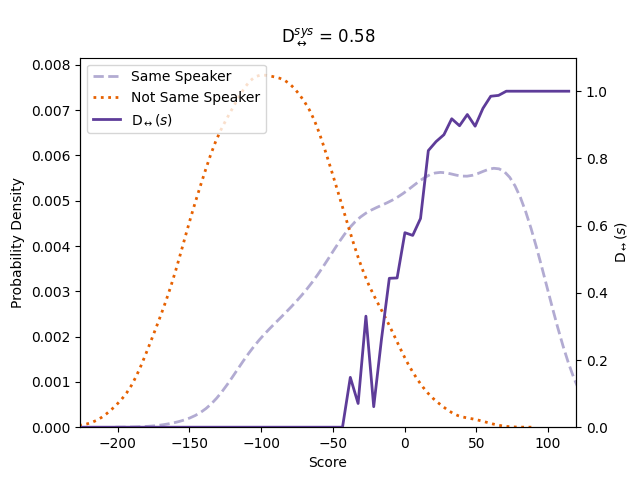 D↔^sys = 0.58
Same Speaker
Not Same Speaker
D↔(s)
Probability Density
0.008
0.007
0.006
0.005
0.004
0.003
0.002
0.001
0.000
1.0
0.8
0.6
0.4
0.2
0.0
D↔(s)
−200 −150 −100 −50 0 50 100
Score